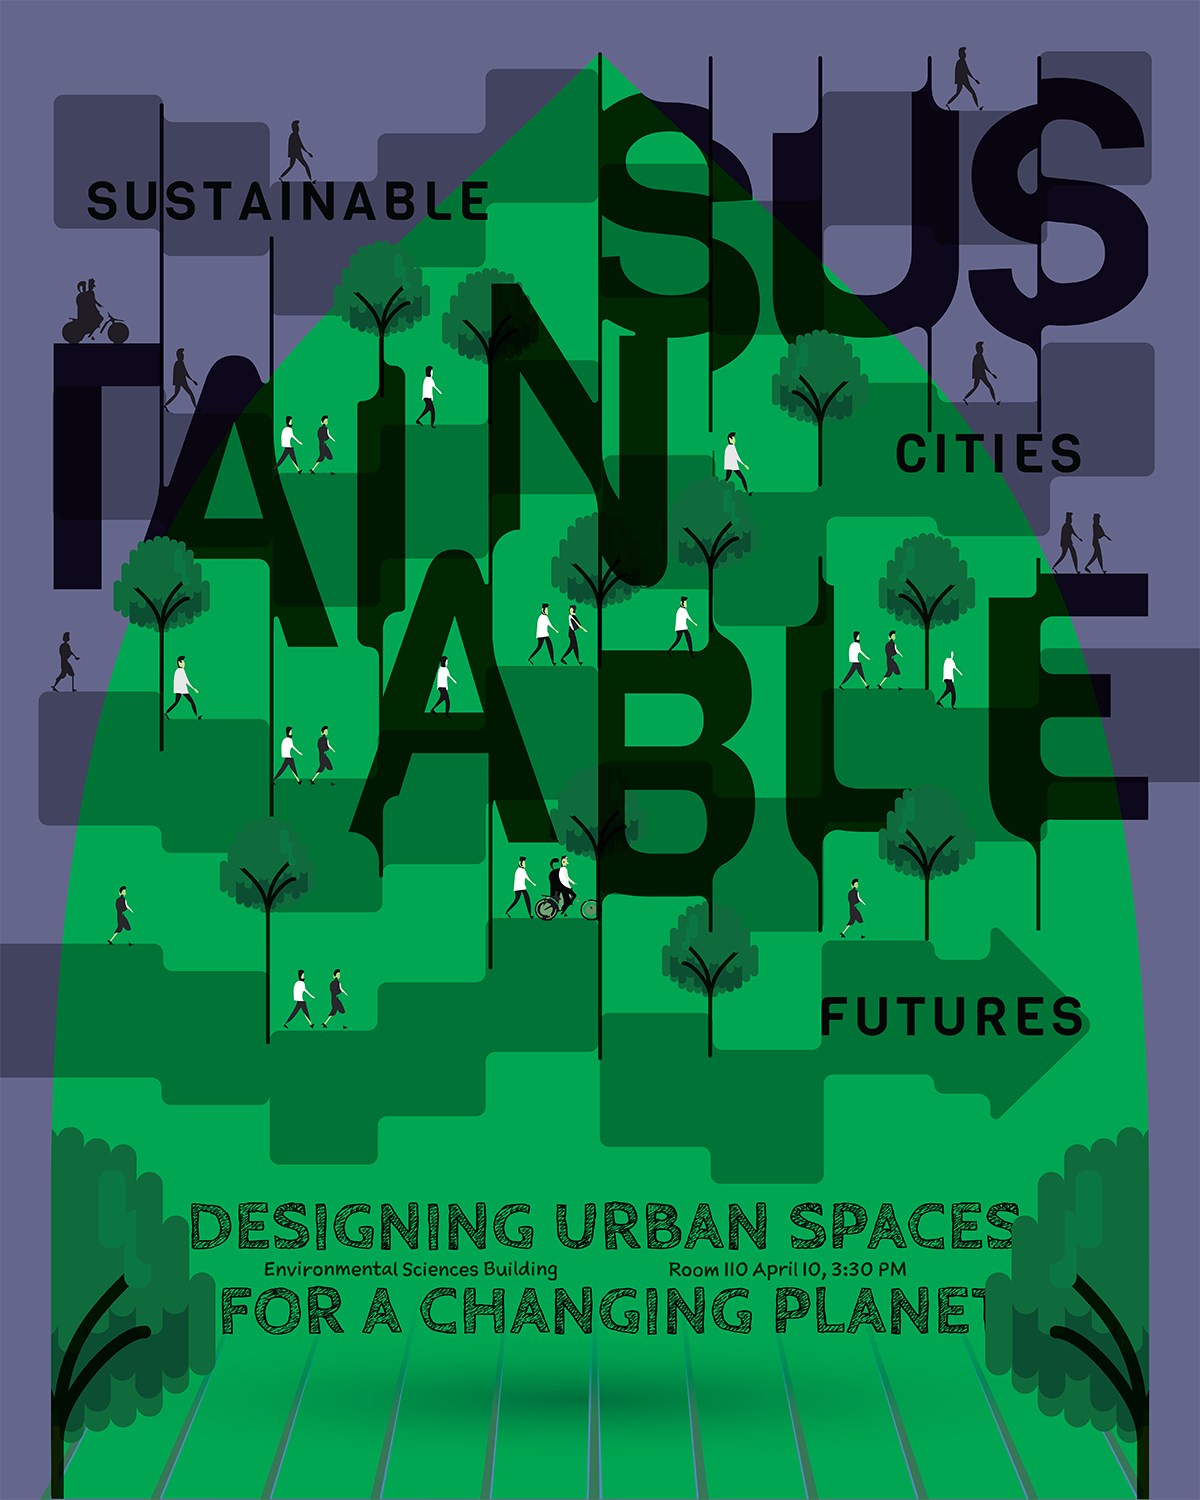 SUSTAINABLE
SUS
TAIN
ABLE
CITIES
FUTURES
DESIGNING URBAN SPACES
Environmental Sciences Building Room 110 April 10, 3:30 PM
FOR A CHANGING PLANET